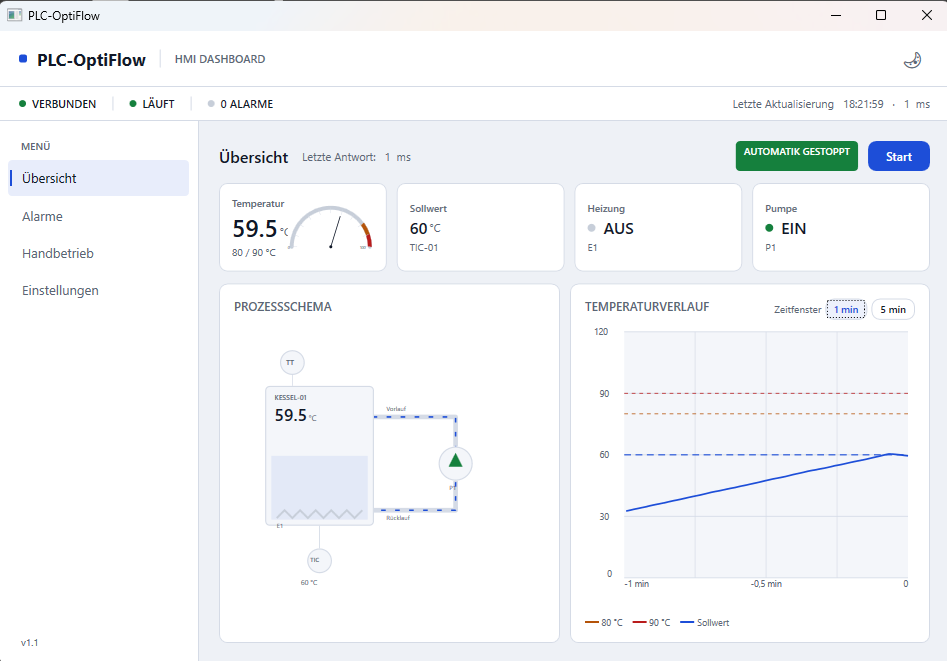 PLC-OptiFlow
PLC-OptiFlow HMI DASHBOARD
VERBUNDEN LÄUFT 0 ALARME Letzte Aktualisierung 18:21:59 · 1 ms
MENÜ
Übersicht
Alarme
Handbetrieb
Einstellungen
v1.1
Übersicht Letzte Antwort: 1 ms AUTOMATIK GESTOPPT Start
Temperatur
59.5 °C
80 / 90 °C
Sollwert
60 °C
TIC-01
Heizung
AUS
E1
Pumpe
EIN
P1
PROZESSSCHEMA
TT
KESSEL-01
59.5 °C
Vorlauf
Rücklauf
E1
TIC
60 °C
TEMPERATURVERLAUF Zeitfenster 1 min 5 min
120
90
60
30
0
-1 min -0,5 min 0
80 °C 90 °C Sollwert